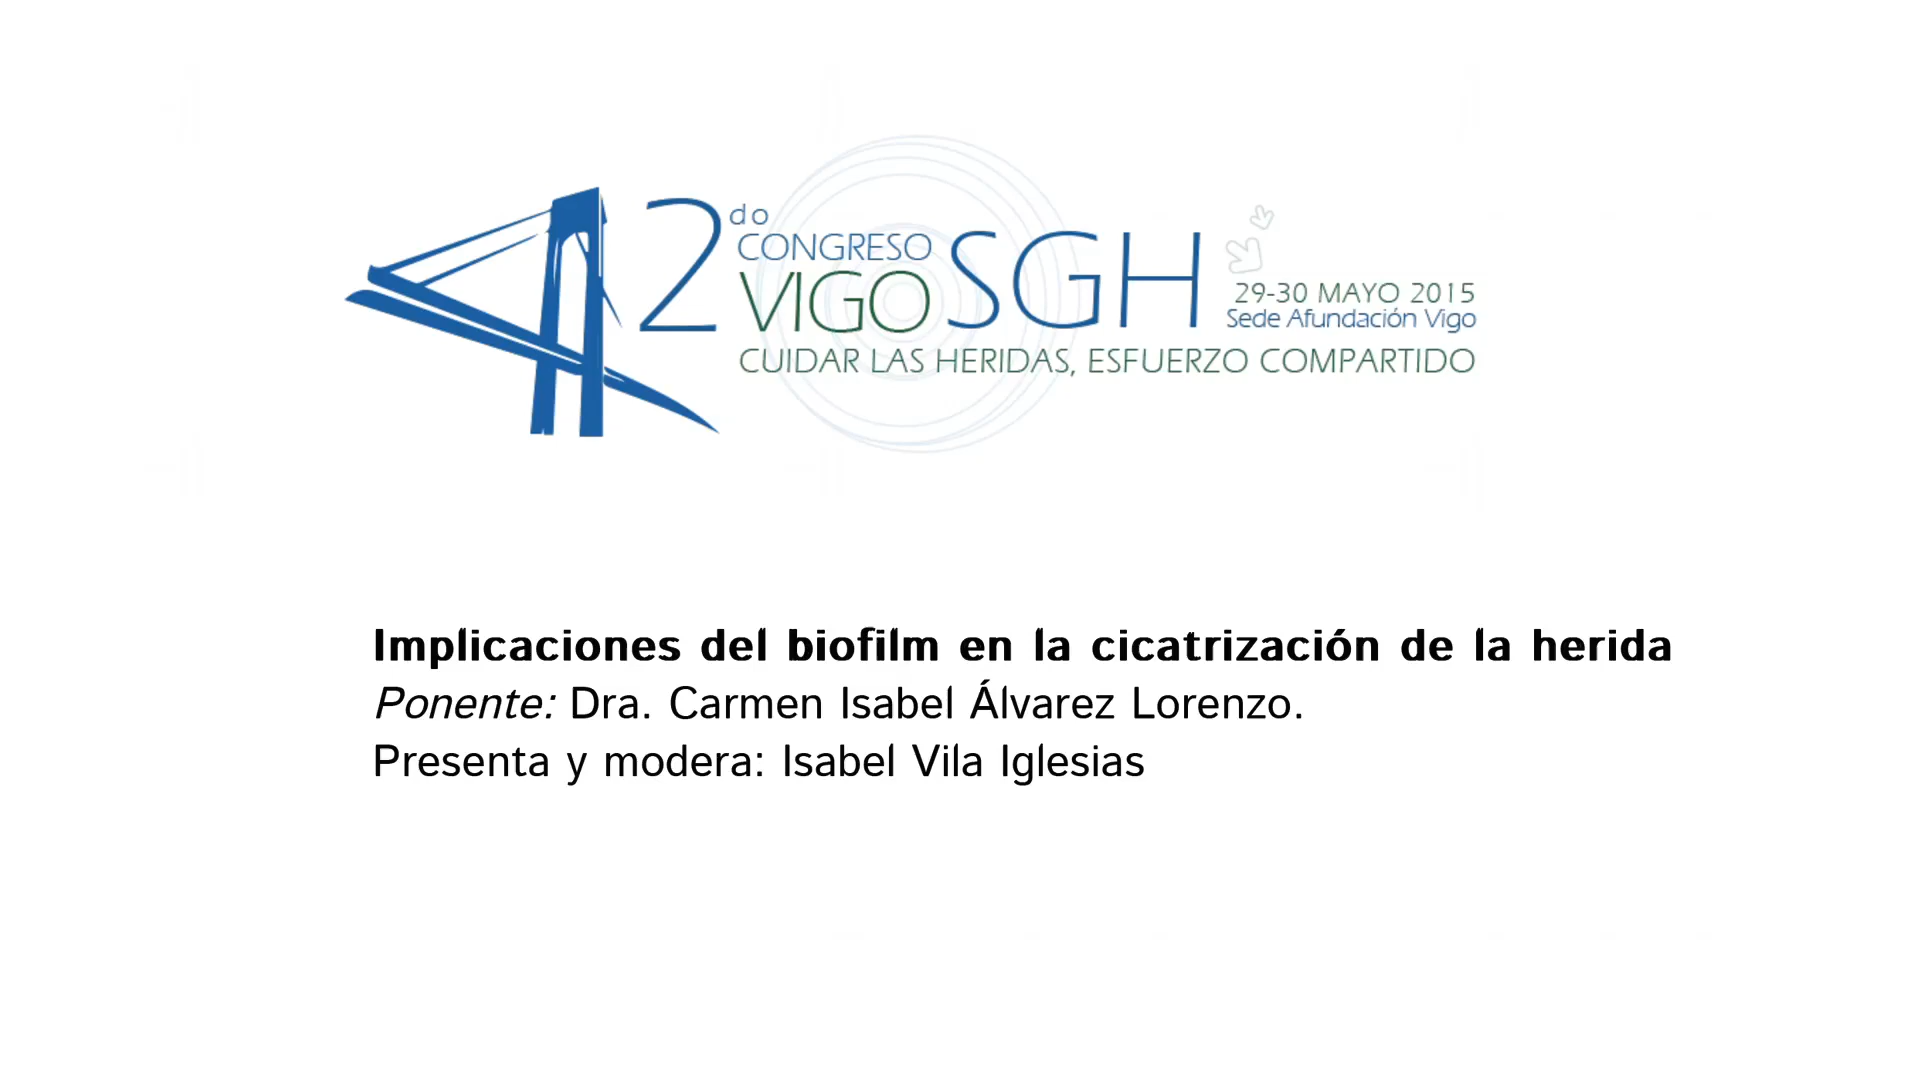 2do
CONGRESO
VIGO SGH
29-30 MAYO 2015
Sede Afundación Vigo
CUIDAR LAS HERIDAS, ESFUERZO COMPARTIDO
Implicaciones del biofilm en la cicatrización de la herida
Ponente: Dra. Carmen Isabel Álvarez Lorenzo.
Presenta y modera: Isabel Vila Iglesias